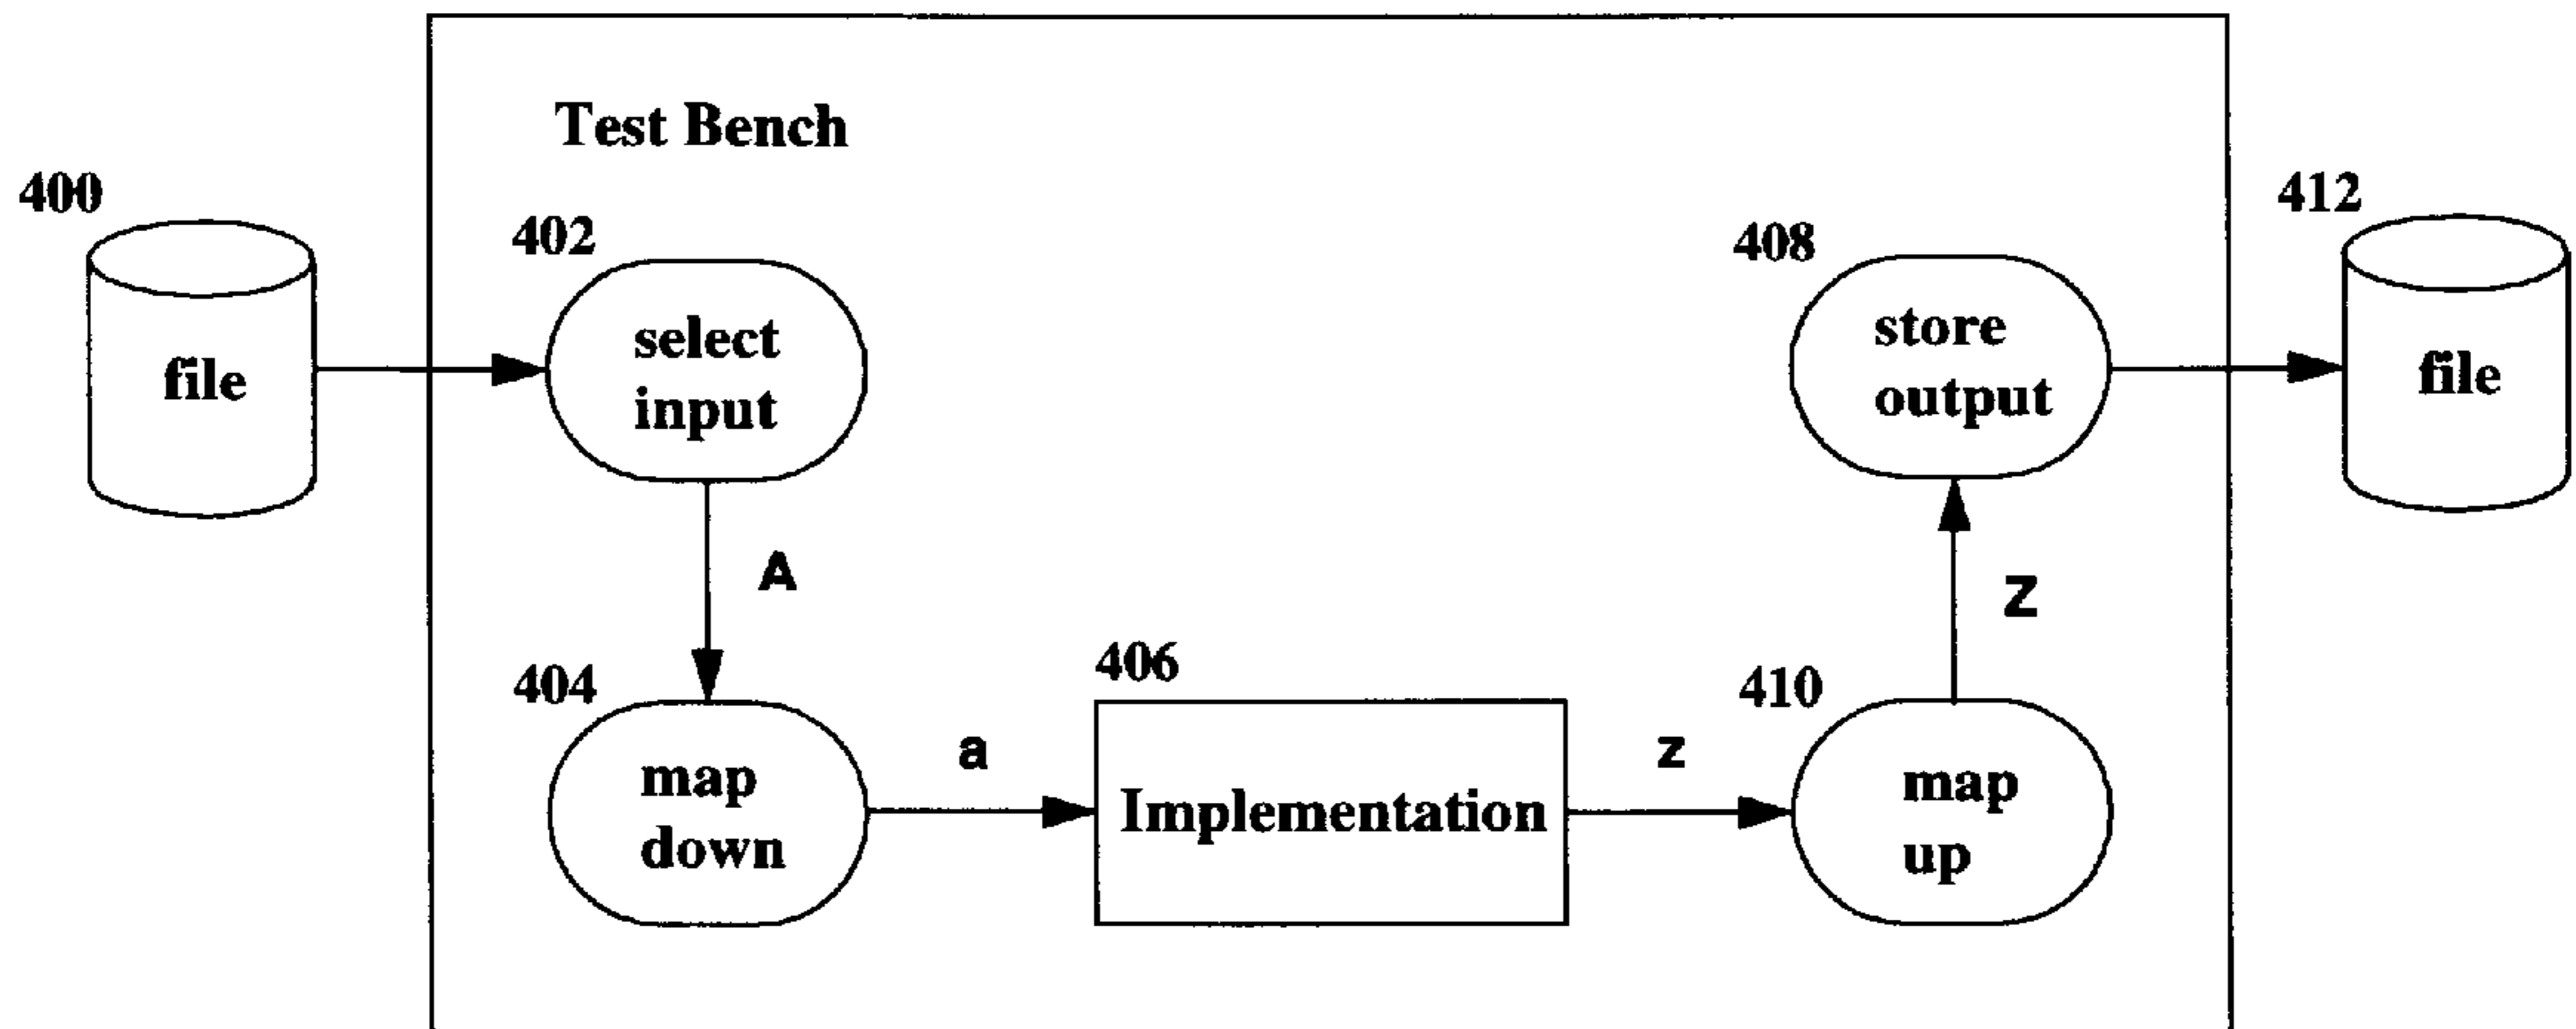 Test Bench
400
file
402
select
input
A
404
map
down
a
406
Implementation
z
410
map
up
Z
408
store
output
412
file